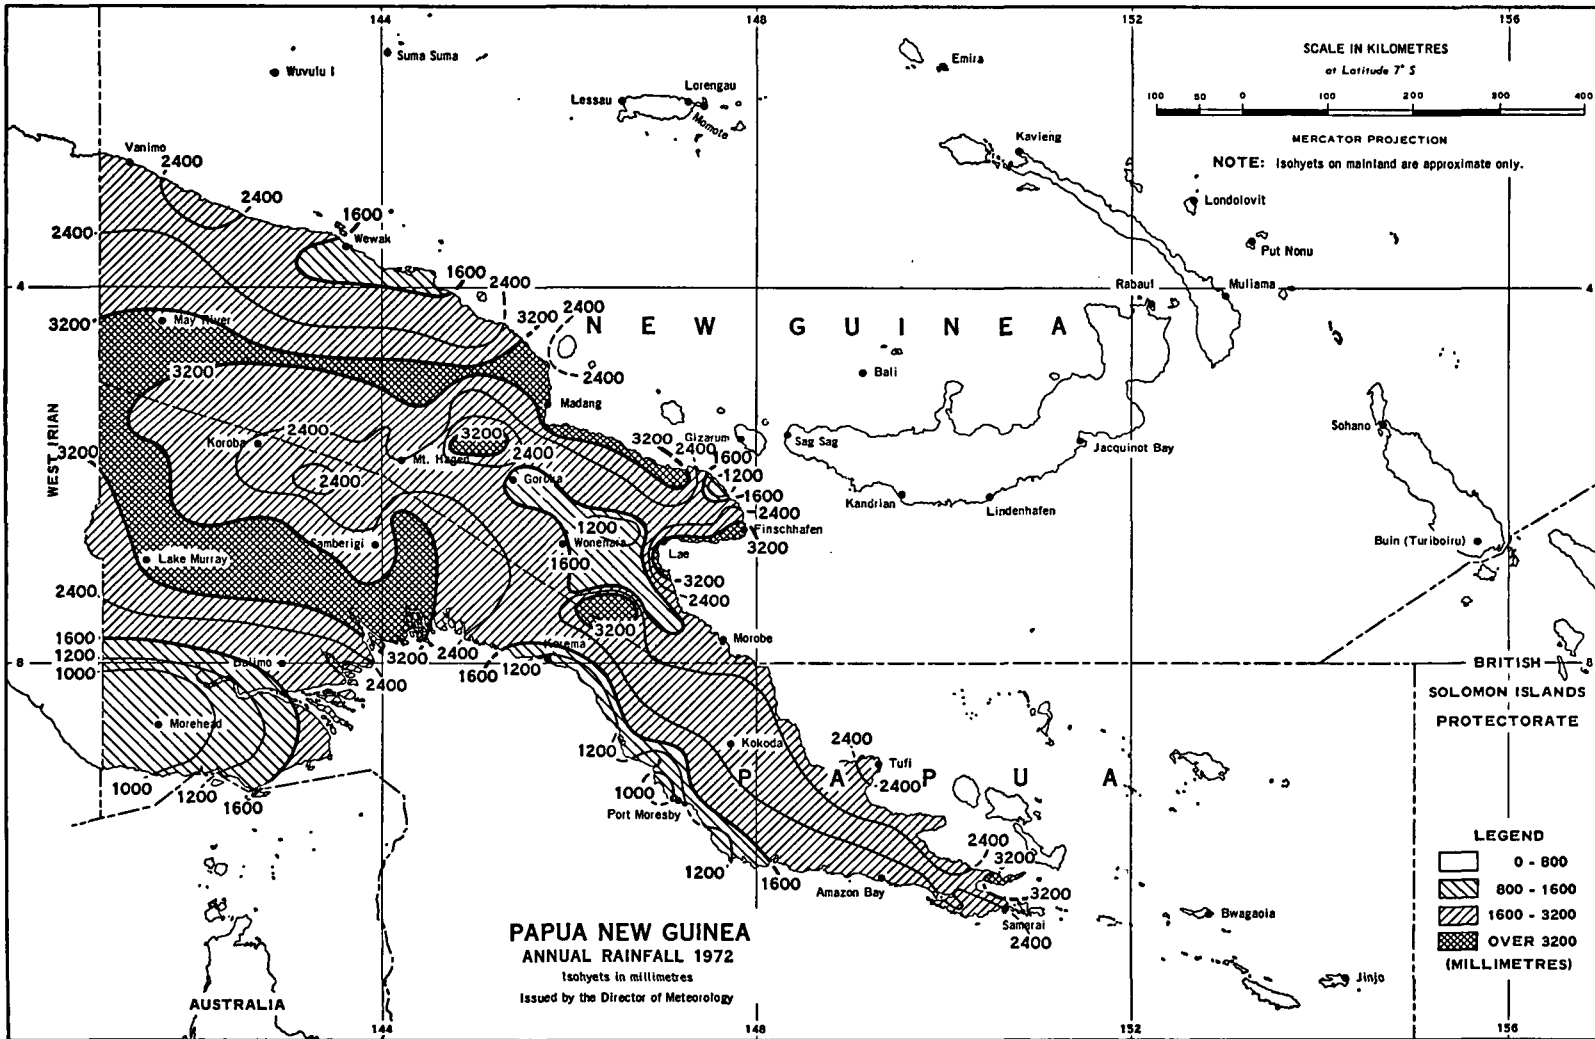 144
148
152
156
Suma Suma
Wuvulu I
Emira
SCALE IN KILOMETRES
at Latitude 7° S
100 50 0 100 200 300 400
Lorengau
Lessau
Momote
MERCATOR PROJECTION
NOTE: Isohyets on mainland are approximate only.
Kavieng
Vanimo
2400
2400
1600
Wewak
2400
Londolovit
Put Nonu
1600
2400
4
4
Rabaul
Muliama
2400
3200
3200
May River
NEW GUINEA
3200
2400
Bali
Madang
WEST IRIAN
Koroba
2400
3200
Gizarum
Sag Sag
Sohano
3200
Mt. Hagen
3200
2400
1600
Jacquinot Bay
2400
2400
Goroka
1200
1600
Kandrian
Lindenhafen
2400
Finschhafen
1200
Samberigi
Wonenara
Lae
3200
Buin (Turiboiru)
Lake Murray
1600
3200
2400
2400
3200
1600
2400
Kerema
Morobe
1200
3200
1600
1200
8
Balimo
BRITISH
8
1000
2400
SOLOMON ISLANDS
PROTECTORATE
Morehead
1200
Kokoda
2400
Tufi
PAPUA
2400
1000
1200
1600
1000
Port Moresby
LEGEND
2400
3200
0 - 800
1200
1600
Amazon Bay
3200
800 - 1600
Samarai
Bwagaoia
1600 - 3200
2400
OVER 3200
(MILLIMETRES)
PAPUA NEW GUINEA
ANNUAL RAINFALL 1972
Isohyets in millimetres
Issued by the Director of Meteorology
Jinjo
AUSTRALIA
144
148
152
156